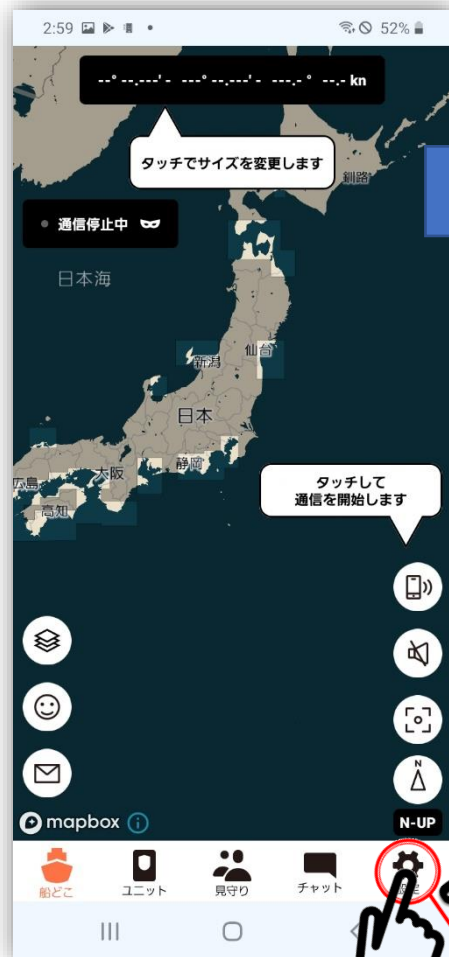 2:59
52%
--° --.---' - ---° --.---' - ---.- ° --.- kn
タッチでサイズを変更します
釧路
通信停止中
日本海
仙台
新潟
日本
静岡
大阪
広島
高知
タッチして
通信を開始します
N
mapbox
N-UP
船どこ
ユニット
見守り
チャット